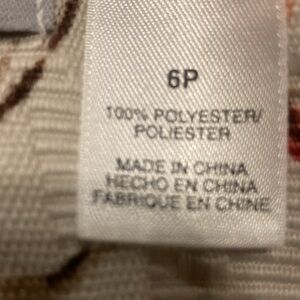 6P
100% POLYESTER/
POLIESTER
MADE IN CHINA
HECHO EN CHINA
FABRIQUE EN CHINE